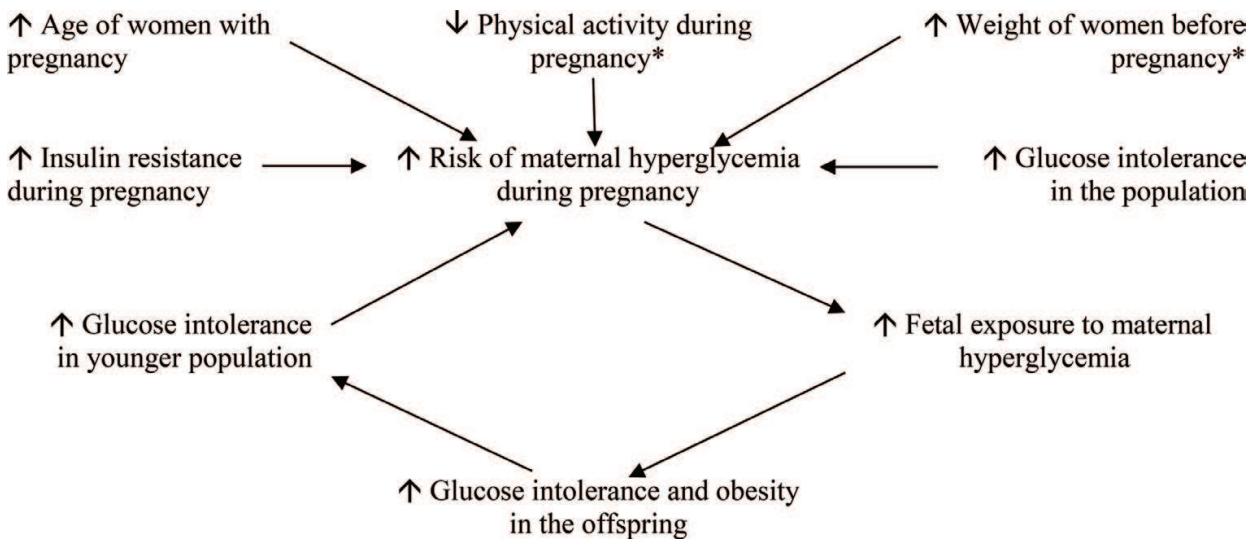 ↑ Age of women with
pregnancy
↓ Physical activity during
pregnancy*
↑ Weight of women before
pregnancy*
↑ Insulin resistance
during pregnancy
↑ Risk of maternal hyperglycemia
during pregnancy
↑ Glucose intolerance
in the population
↑ Glucose intolerance
in younger population
↑ Fetal exposure to maternal
hyperglycemia
↑ Glucose intolerance and obesity
in the offspring